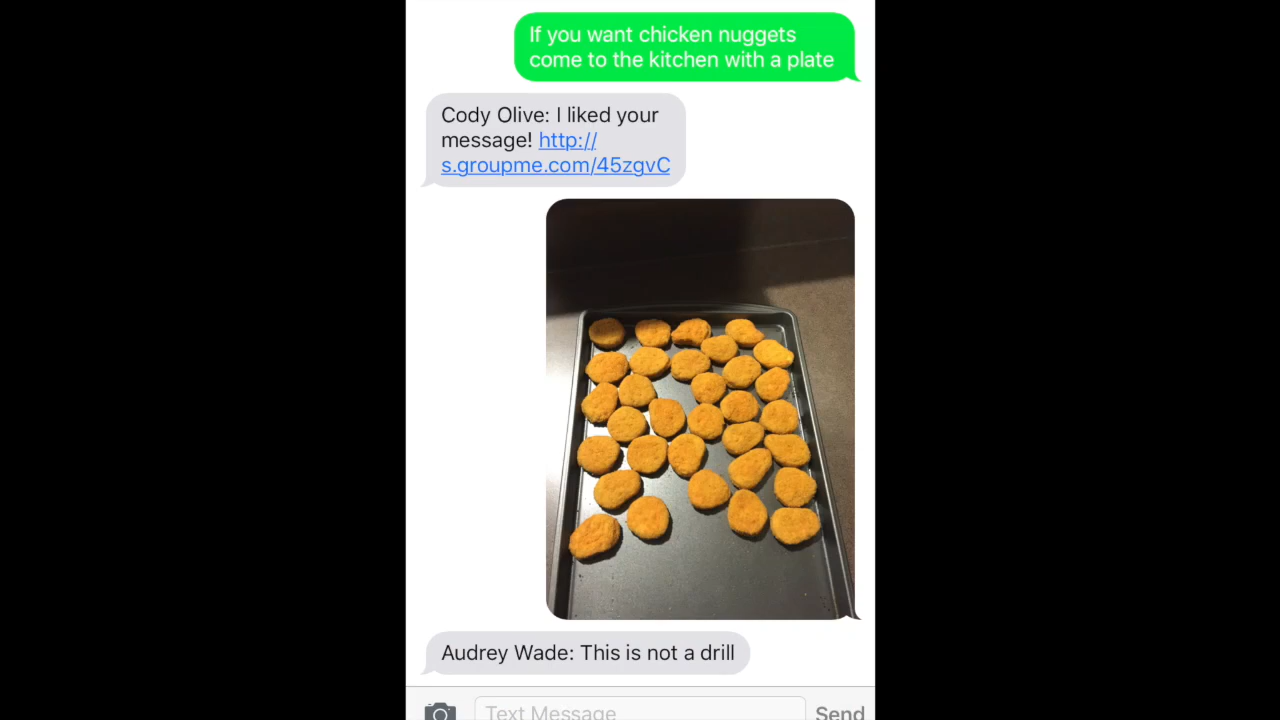 If you want chicken nuggets
come to the kitchen with a plate
Cody Olive: I liked your
message! http://
s.groupme.com/45zgvC
Audrey Wade: This is not a drill
Text Message
Send